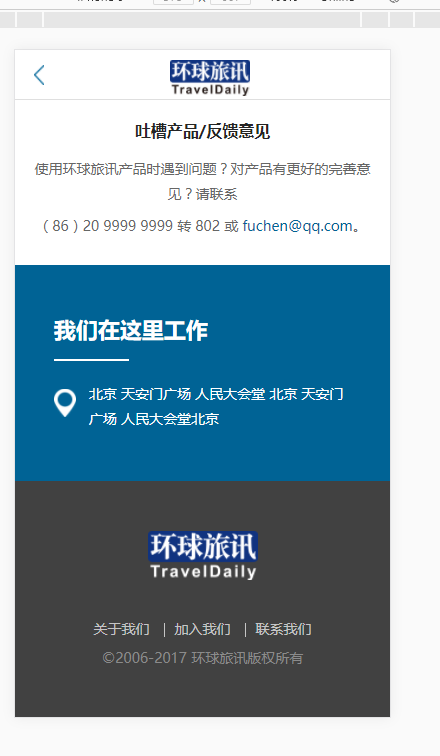 环球旅讯
TravelDaily
吐槽产品/反馈意见
使用环球旅讯产品时遇到问题？对产品有更好的完善意
见？请联系
（86）20 9999 9999 转 802 或 fuchen@qq.com。
我们在这里工作
北京 天安门广场 人民大会堂 北京 天安门
广场 人民大会堂北京
环球旅讯
TravelDaily
关于我们 | 加入我们 | 联系我们
©2006-2017 环球旅讯版权所有